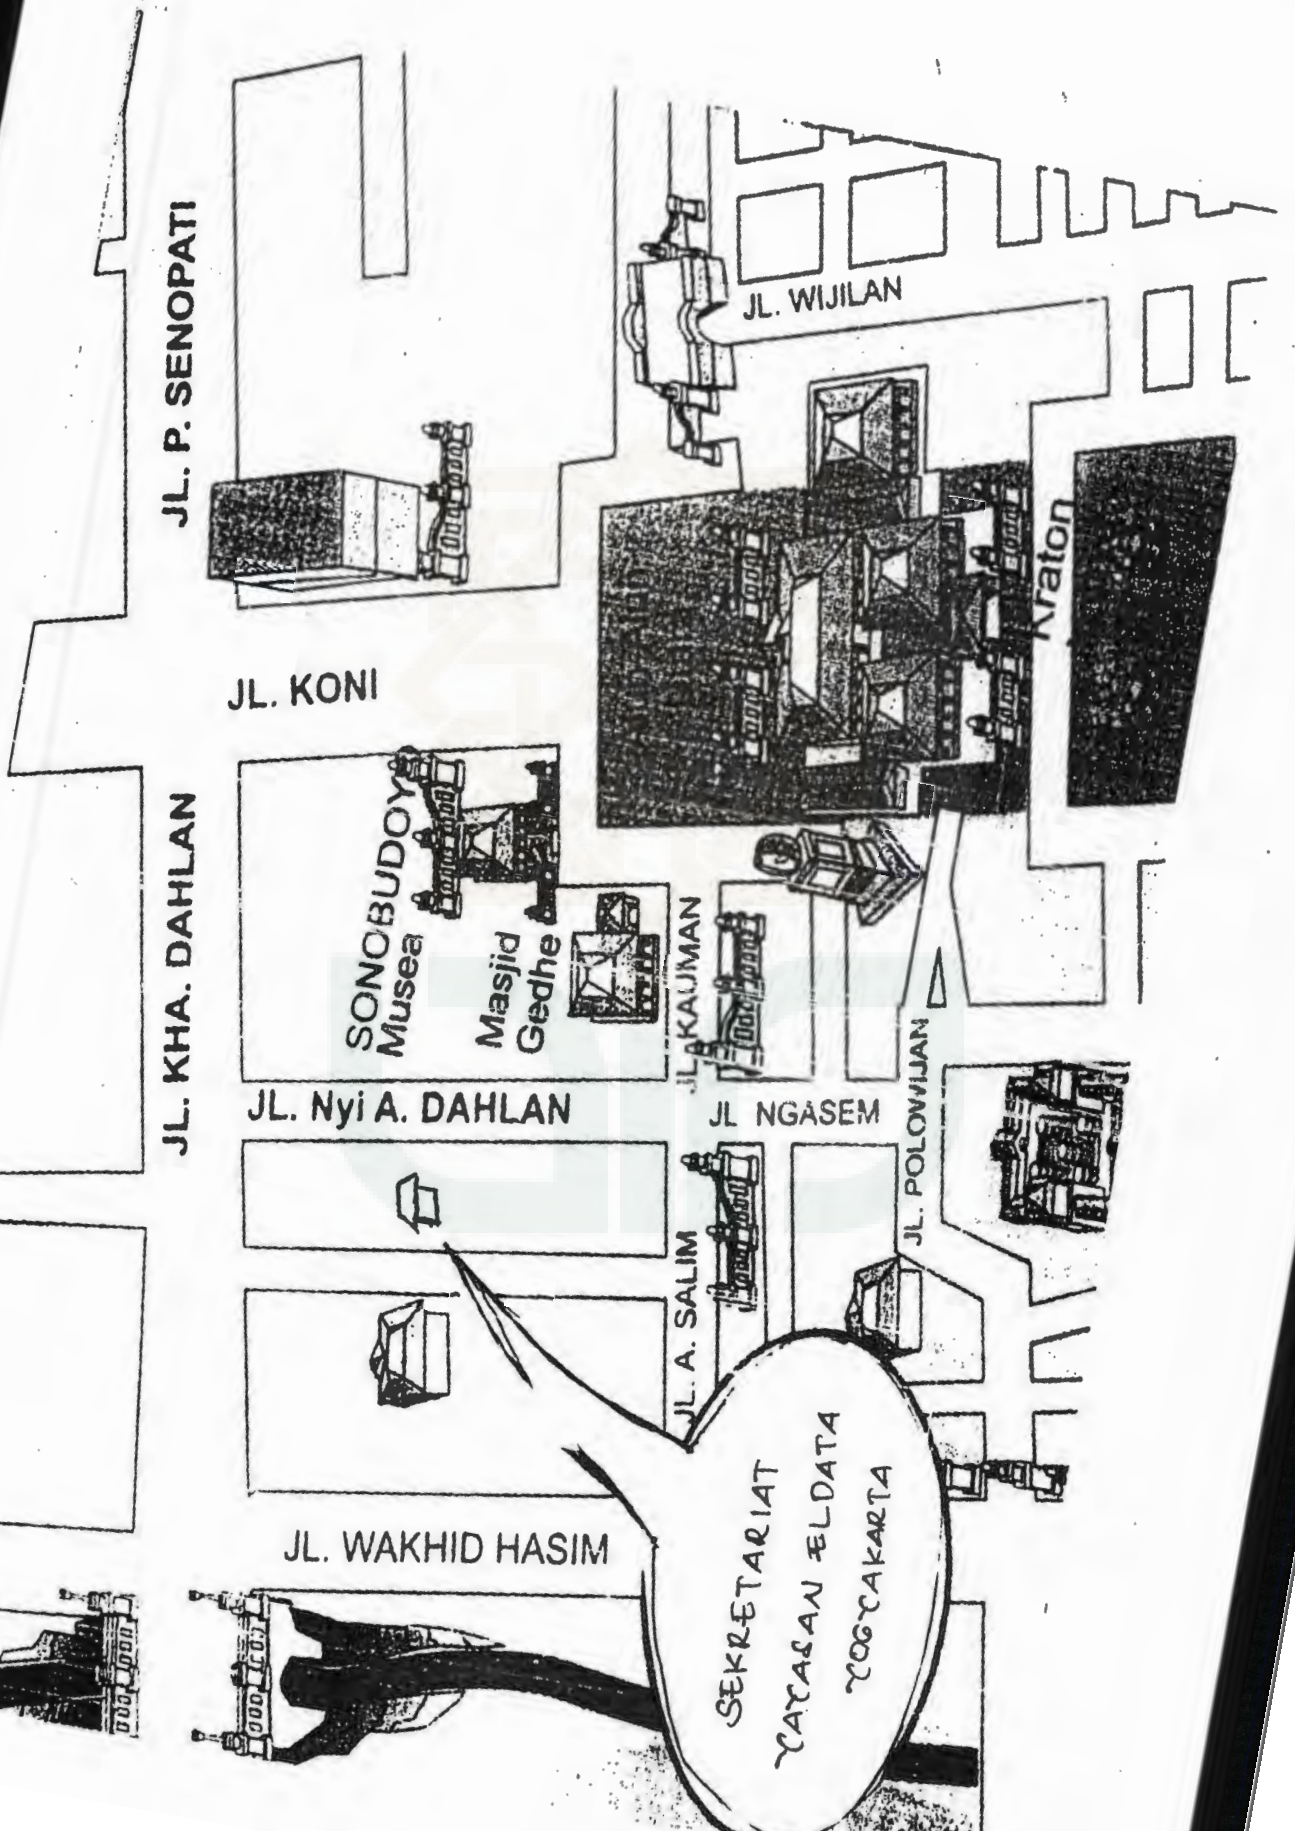 JL. P. SENOPATI
JL. WIJILAN
Kraton
JL. KONI
JL. KHA. DAHLAN
SONOBUDOYO
Musea
Masjid
Gedhe
JL KAUMAN
JL. Nyi A. DAHLAN
JL NGASEM
JL. POLOWIJAN
JL. A. SALIM
JL. WAKHID HASIM
SEKRETARIAT
YAYASAN ELDATA
YOGYAKARTA